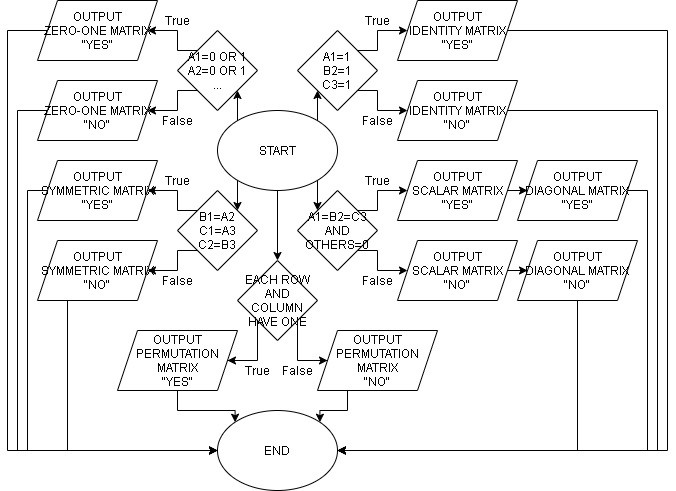 OUTPUT
ZERO-ONE MATRIX
"YES"
True
A1=0 OR 1
A2=0 OR 1
...
False
OUTPUT
ZERO-ONE MATRIX
"NO"
A1=1
B2=1
C3=1
True
OUTPUT
IDENTITY MATRIX
"YES"
False
OUTPUT
IDENTITY MATRIX
"NO"
START
OUTPUT
SYMMETRIC MATRIX
"YES"
True
B1=A2
C1=A3
C2=B3
False
OUTPUT
SYMMETRIC MATRIX
"NO"
A1=B2=C3
AND
OTHERS=0
True
OUTPUT
SCALAR MATRIX
"YES"
OUTPUT
DIAGONAL MATRIX
"YES"
False
OUTPUT
SCALAR MATRIX
"NO"
OUTPUT
DIAGONAL MATRIX
"NO"
EACH ROW
AND
COLUMN
HAVE ONE
OUTPUT
PERMUTATION
MATRIX
"YES"
True
False
OUTPUT
PERMUTATION
MATRIX
"NO"
END